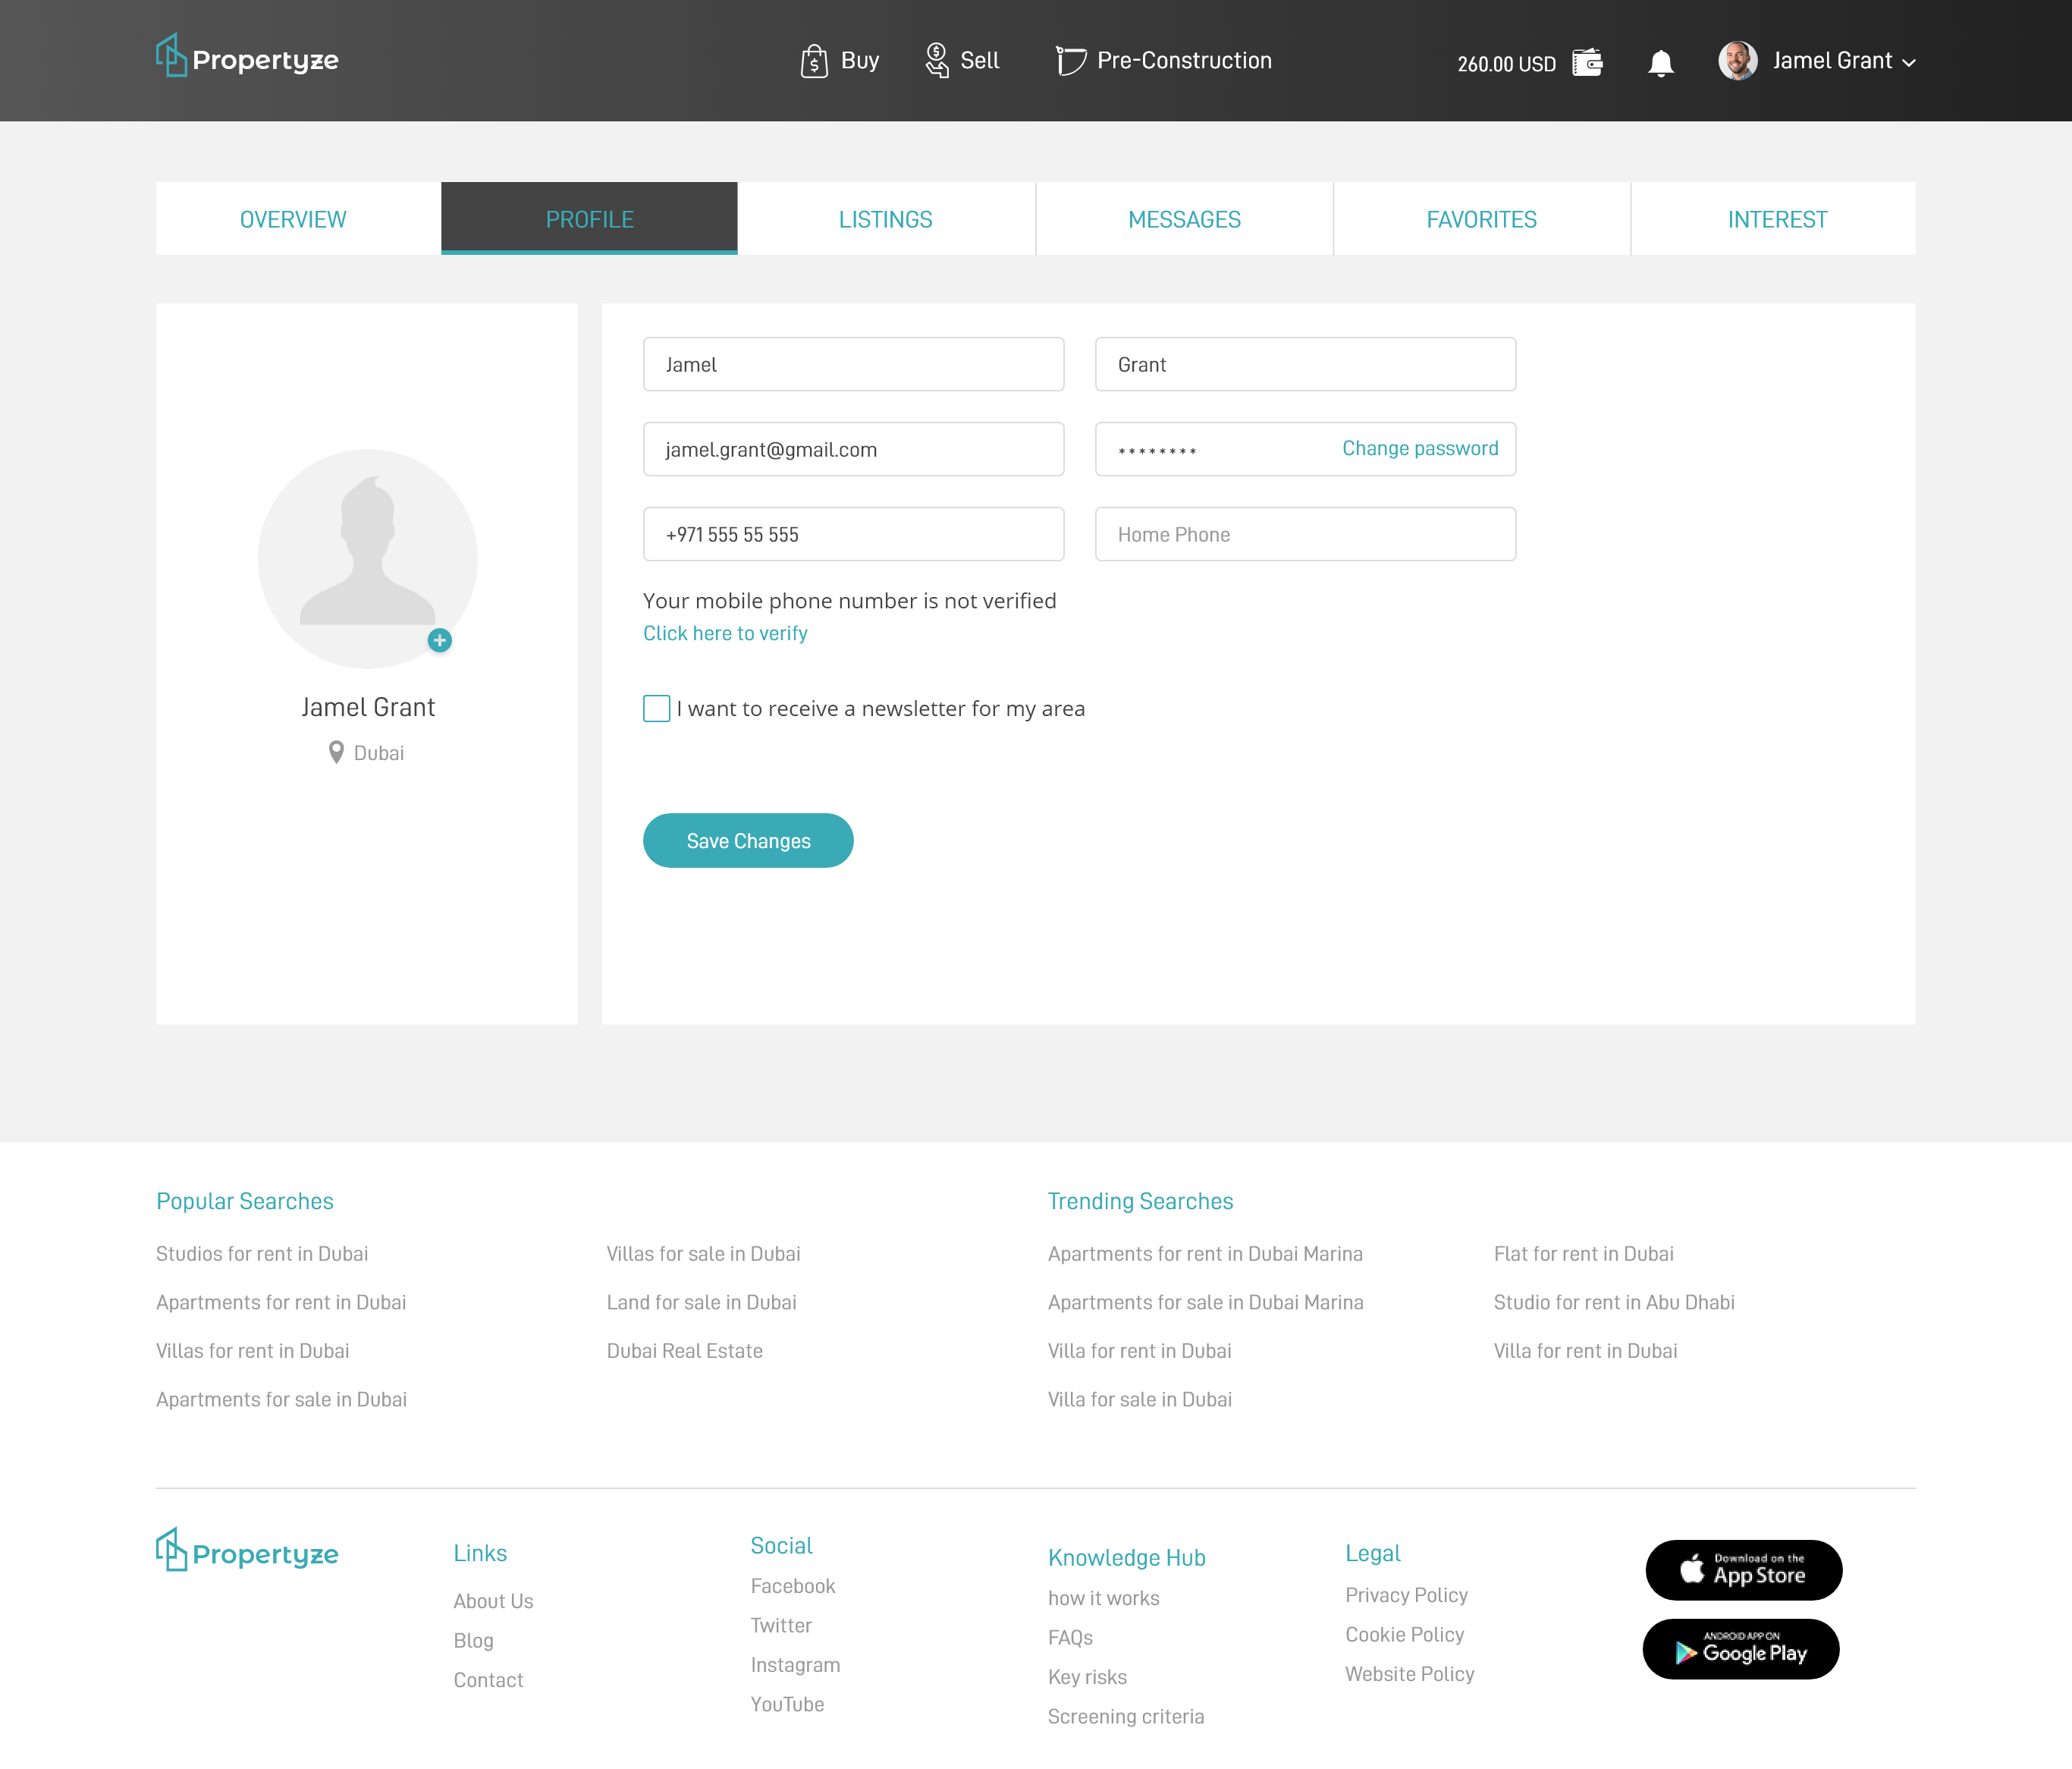 Propertyze
Buy
Sell
Pre-Construction
260.00 USD
Jamel Grant
OVERVIEW
PROFILE
LISTINGS
MESSAGES
FAVORITES
INTEREST
Jamel
Grant
jamel.grant@gmail.com
********
Change password
+971 555 55 555
Home Phone
Your mobile phone number is not verified
Click here to verify
I want to receive a newsletter for my area
Save Changes
Jamel Grant
Dubai
Popular Searches
Studios for rent in Dubai
Apartments for rent in Dubai
Villas for rent in Dubai
Apartments for sale in Dubai
Villas for sale in Dubai
Land for sale in Dubai
Dubai Real Estate
Trending Searches
Apartments for rent in Dubai Marina
Apartments for sale in Dubai Marina
Villa for rent in Dubai
Villa for sale in Dubai
Flat for rent in Dubai
Studio for rent in Abu Dhabi
Villa for rent in Dubai
Propertyze
Links
About Us
Blog
Contact
Social
Facebook
Twitter
Instagram
YouTube
Knowledge Hub
how it works
FAQs
Key risks
Screening criteria
Legal
Privacy Policy
Cookie Policy
Website Policy
Download on the
App Store
ANDROID APP ON
Google Play